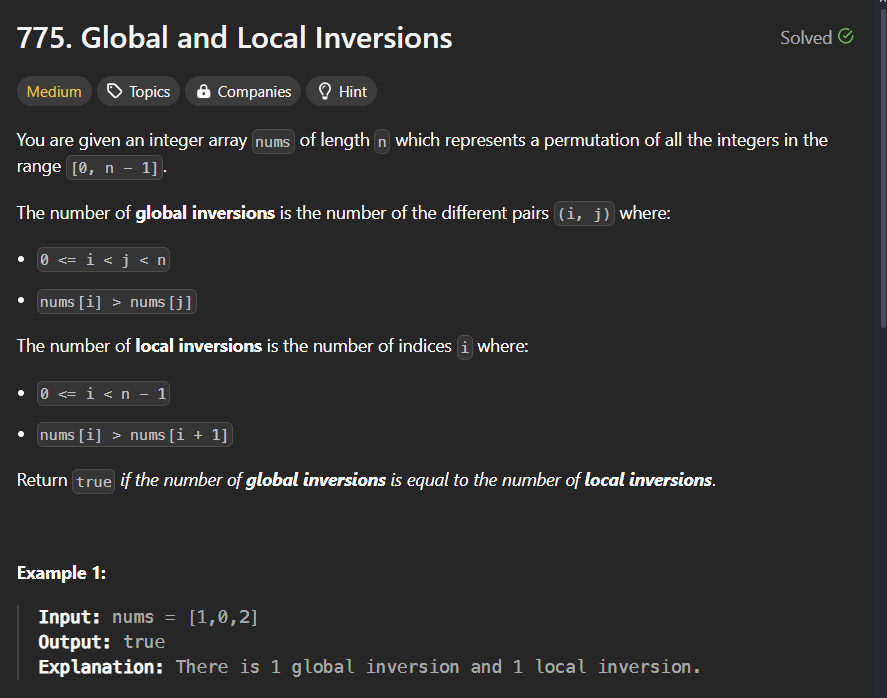 775. Global and Local Inversions
Solved
Medium Topics Companies Hint
You are given an integer array nums of length n which represents a permutation of all the integers in the
range [0, n - 1].
The number of global inversions is the number of the different pairs (i, j) where:
• 0 <= i < j < n
• nums[i] > nums[j]
The number of local inversions is the number of indices i where:
• 0 <= i < n - 1
• nums[i] > nums[i + 1]
Return true if the number of global inversions is equal to the number of local inversions.
Example 1:
Input: nums = [1,0,2]
Output: true
Explanation: There is 1 global inversion and 1 local inversion.